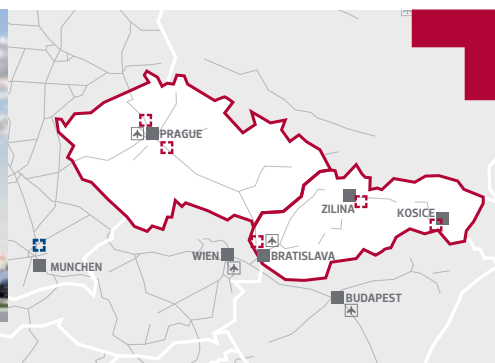 PRAGUE
ZILINA
KOSICE
WIEN
BRATISLAVA
MUNCHEN
BUDAPEST